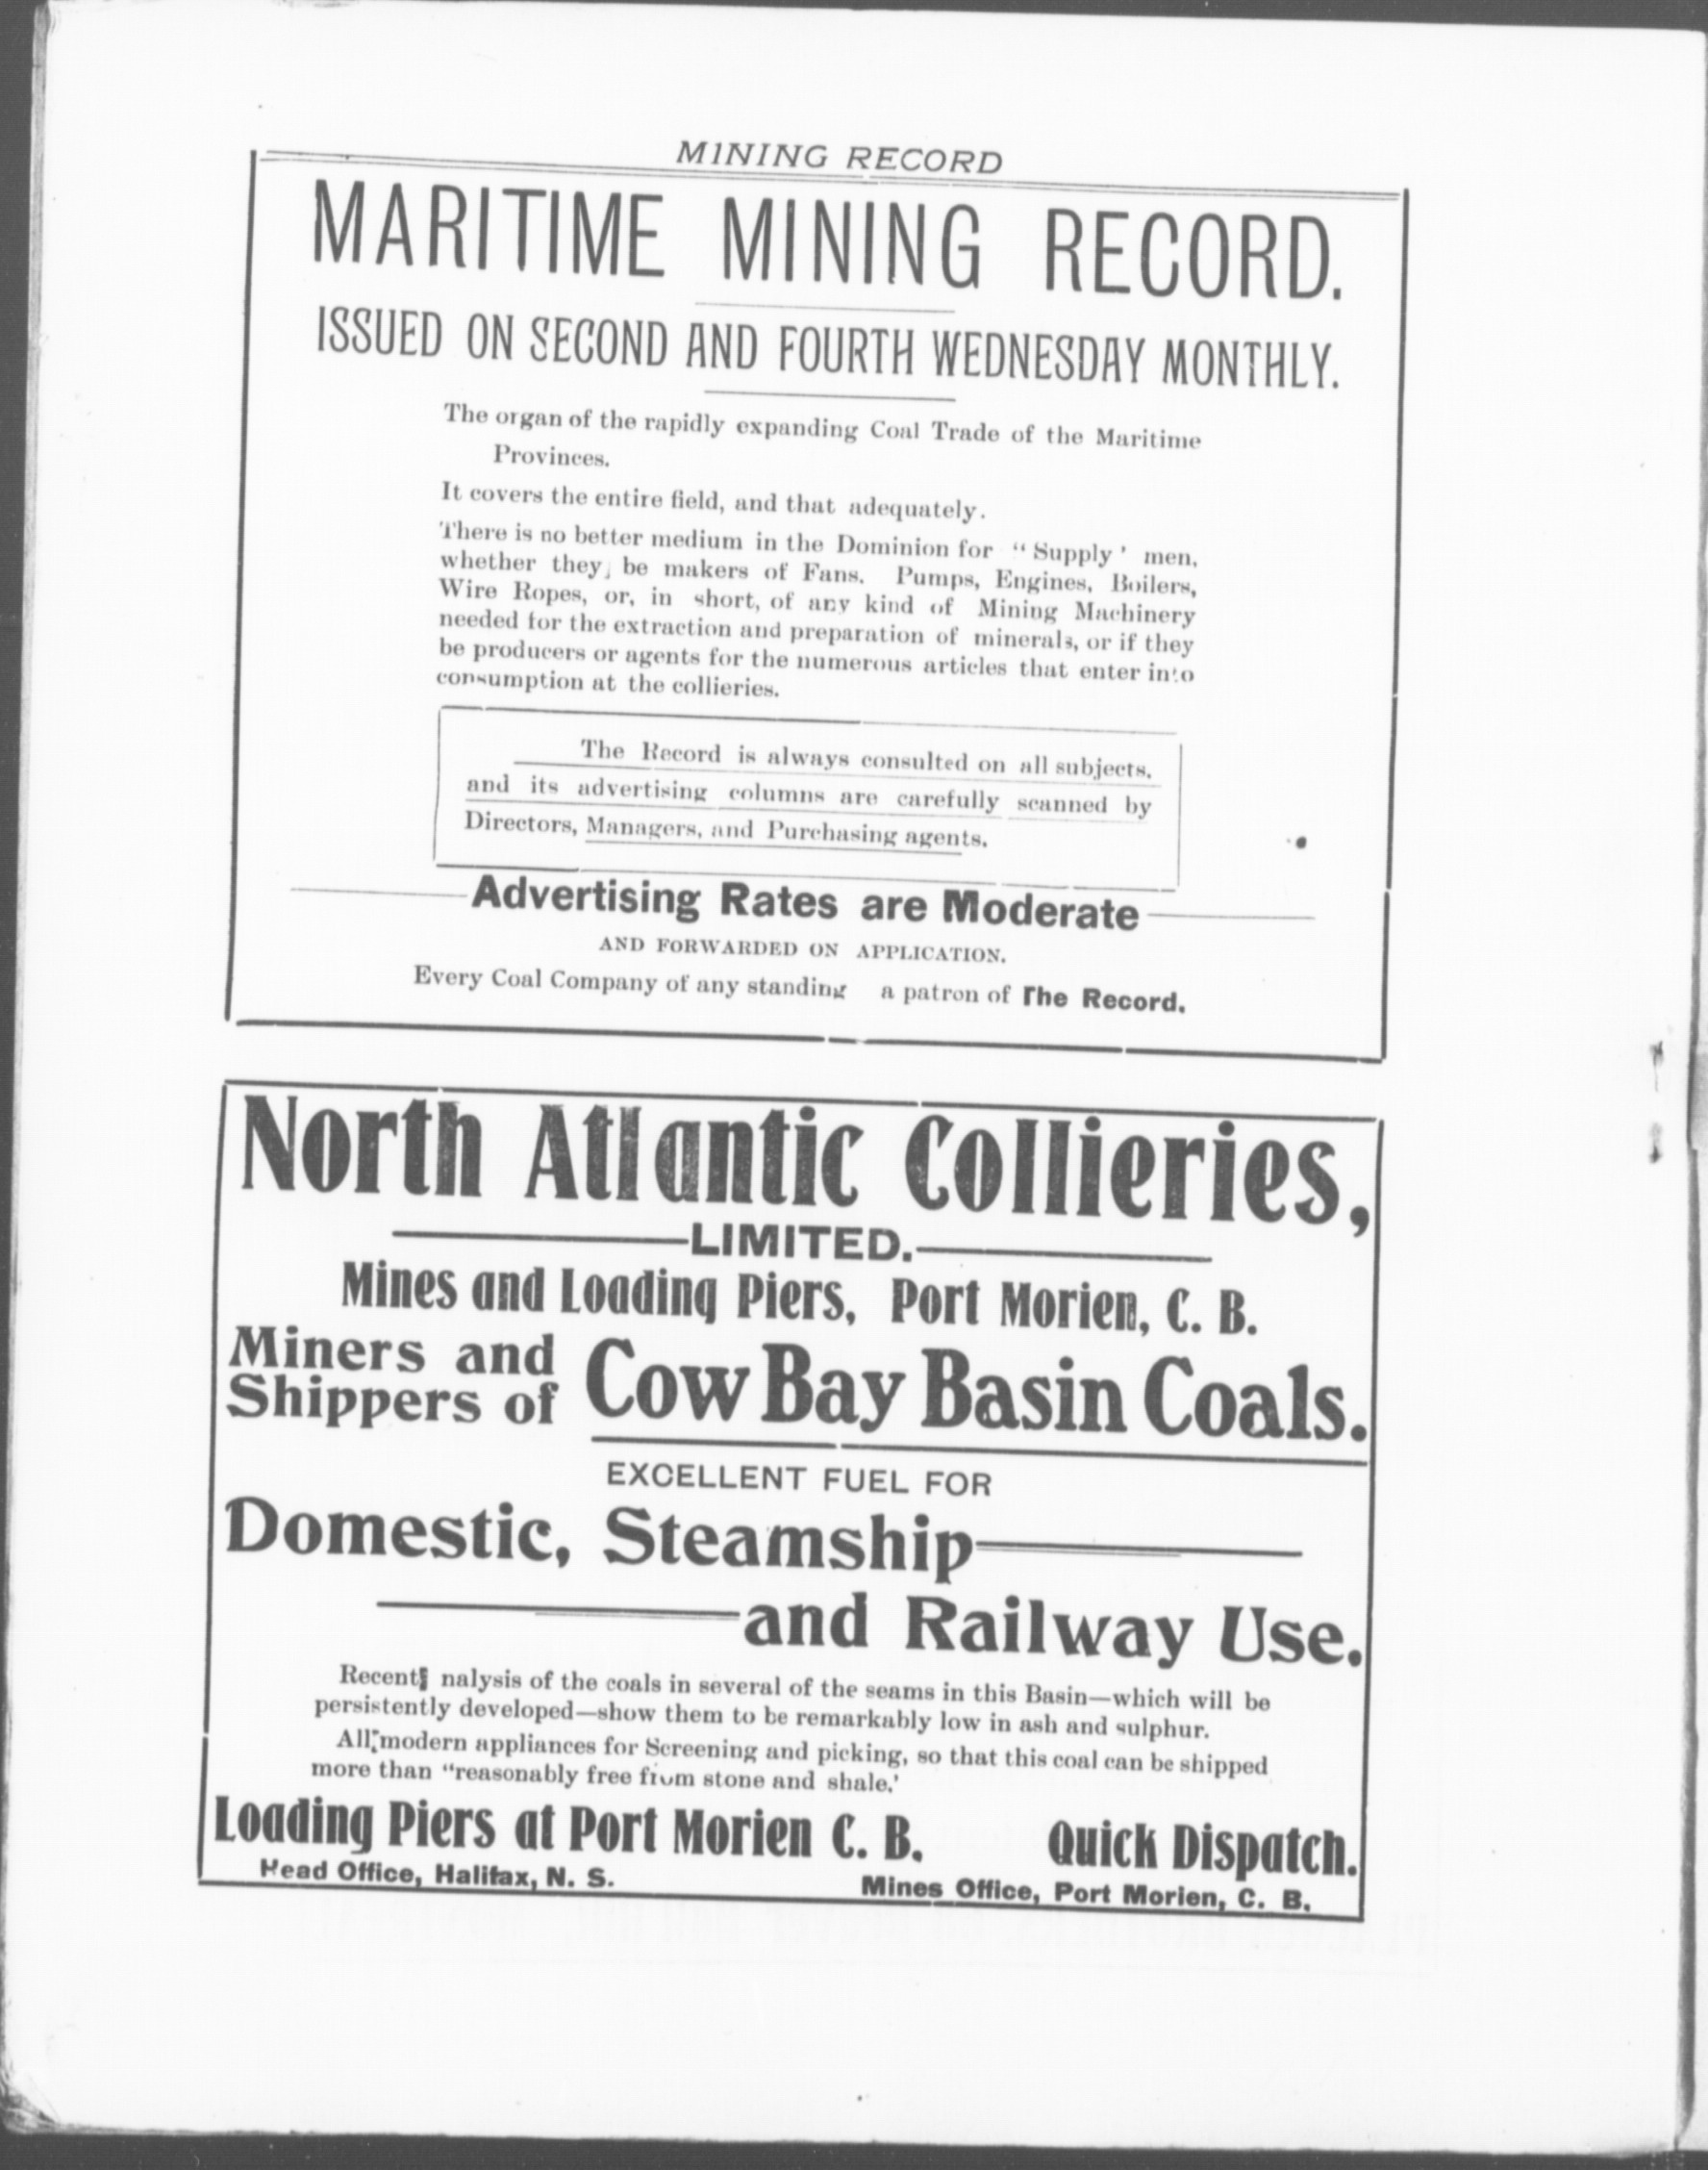 MINING RECORD
MARITIME MINING RECORD.
ISSUED ON SECOND AND FOURTH WEDNESDAY MONTHLY.
The organ of the rapidly expanding Coal Trade of the Maritime
Provinces.
It covers the entire field, and that adequately.
There is no better medium in the Dominion for "Supply' men,
whether they, be makers of Fans. Pumps, Engines, Boilers,
Wire Ropes, or, in short, of any kind of Mining Machinery
needed for the extraction and preparation of minerals, or if they
be producers or agents for the numerous articles that enter into
consumption at the collieries.
The Record is always consulted on all subjects,
and its advertising columns are carefully scanned by
Directors, Managers, and Purchasing agents.
Advertising Rates are Moderate
AND FORWARDED ON APPLICATION.
Every Coal Company of any standing a patron of The Record.
North Atlantic Collieries,
LIMITED.
Mines and Loading Piers, Port Morien, C. B.
Miners and
Shippers of Cow Bay Basin Coals.
EXCELLENT FUEL FOR
Domestic, Steamship
and Railway Use.
Recent nalysis of the coals in several of the seams in this Basin—which will be
persistently developed—show them to be remarkably low in ash and sulphur.
All modern appliances for Screening and picking, so that this coal can be shipped
more than "reasonably free from stone and shale.'
Loading Piers at Port Morien C. B. Quick Dispatch.
Head Office, Halifax, N. S. Mines Office, Port Morien, C. B.